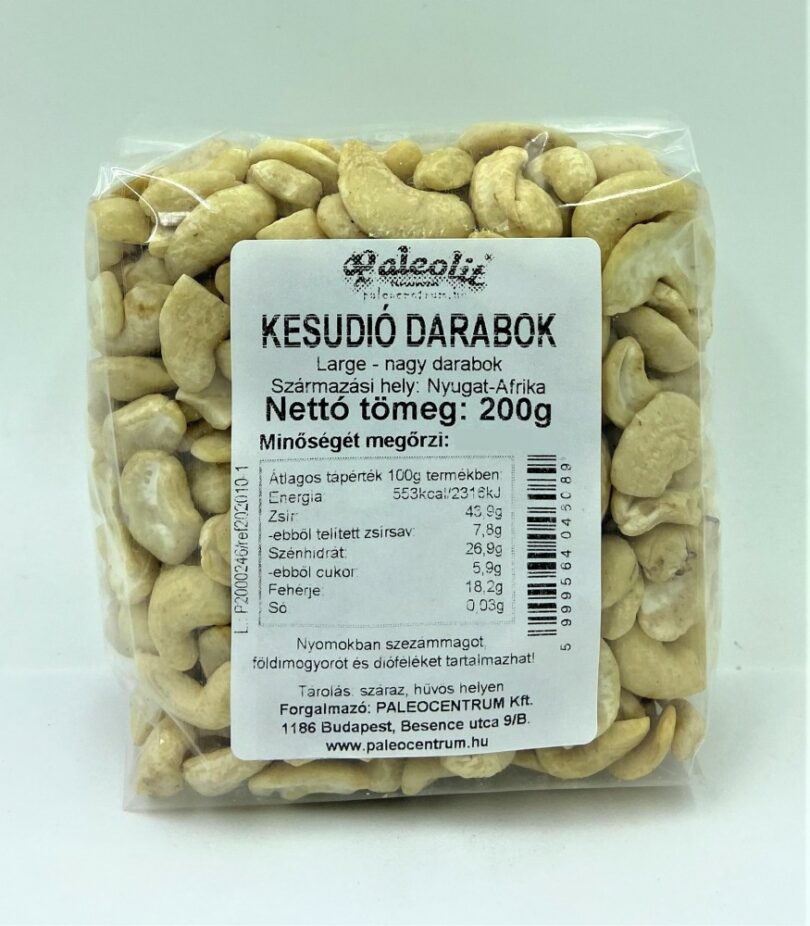 Paleolit
paleocentrum.hu
KESUDIÓ DARABOK
Large - nagy darabok
Származási hely: Nyugat-Afrika
Nettó tömeg: 200g
Minőségét megőrzi:
Átlagos tápérték 100g termékben:
Energia: 553kcal/2316kJ
Zsír: 43,9g
-ebből telített zsírsav: 7,8g
Szénhidrát: 26,9g
-ebből cukor: 5,9g
Fehérje: 18,2g
Só 0,03g
Nyomokban szezámmagot,
földimogyorót és dióféléket tartalmazhat!
Tárolás: száraz, hűvös helyen
Forgalmazó: PALEOCENTRUM Kft.
1186 Budapest, Besence utca 9/B.
www.paleocentrum.hu
L.: P2000246/ref202010-1
5 999564 043089